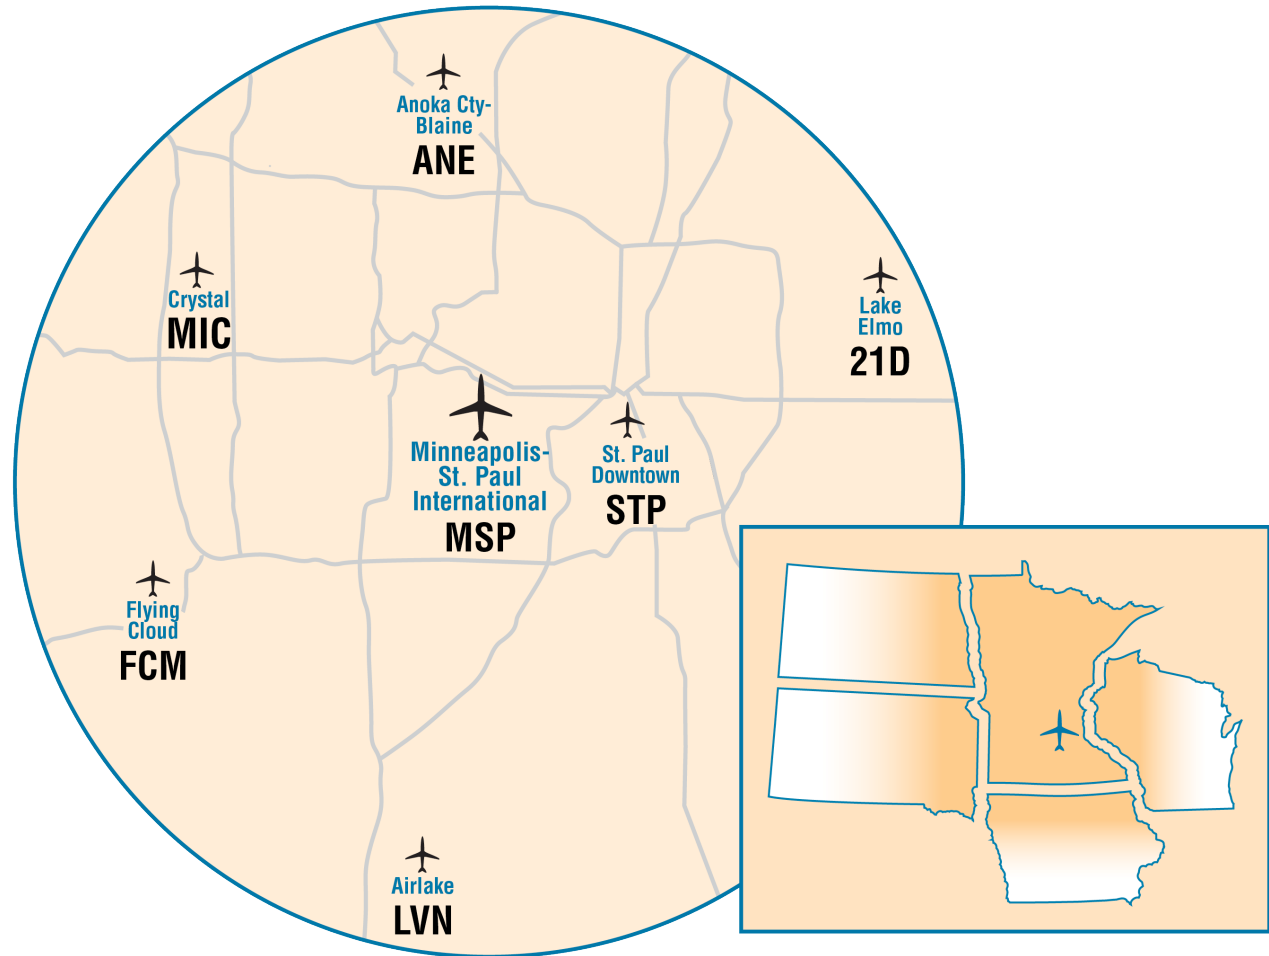 Anoka Cty-
Blaine
ANE
Crystal
MIC
Lake
Elmo
21D
Minneapolis-
St. Paul
International
MSP
St. Paul
Downtown
STP
Flying
Cloud
FCM
Airlake
LVN